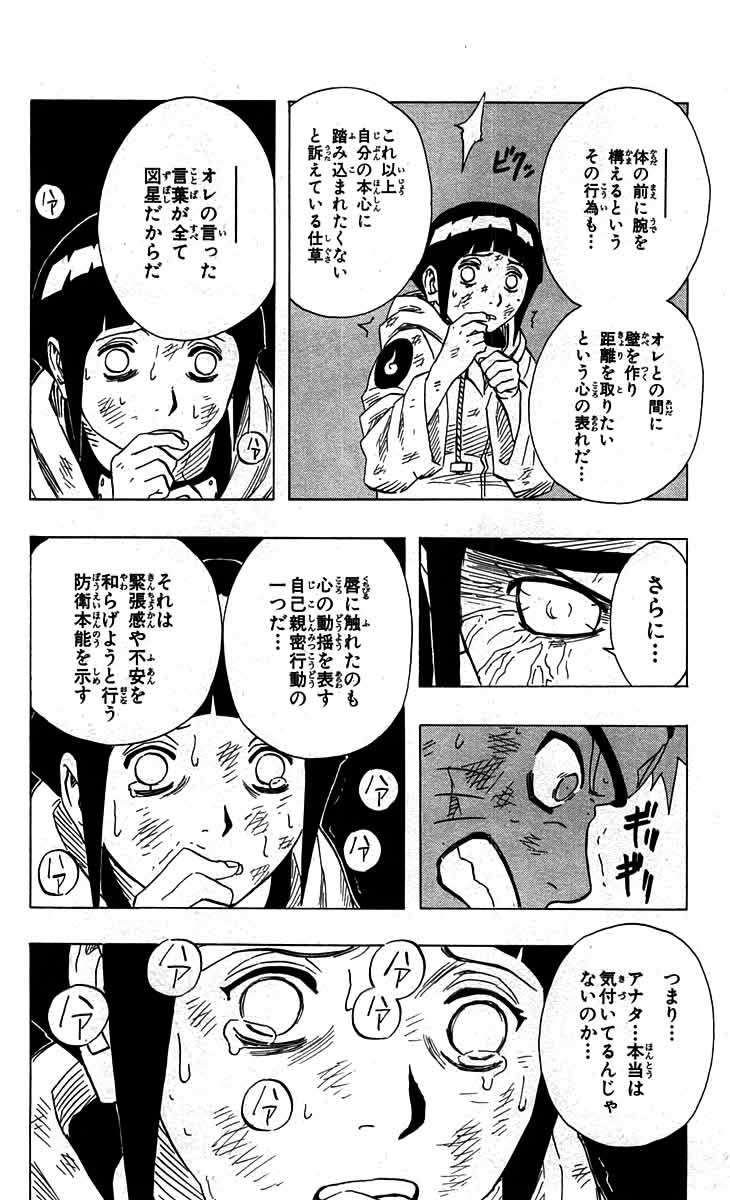 ――体の前に腕を
構えるという
その行為も…
オレとの間に
壁を作り
距離を取りたい
という心の表れだ…
ビクッ
これ以上
自分の本心に
踏み込まれたくない
と訴えている仕草
――オレの言った
言葉が全て
図星だからだ
ハァ
ハァ
さらに…
唇に触れたのも
心の動揺を表す
自己親密行動の
一つだ…
それは
緊張感や不安を
和らげようと行う
防衛本能を示す
ハァ
ハァ
ハァ
ギリギリ
つまり…
アナタ…本当は
気付いてるんじゃ
ないのか…
ハァ
ハァ
ハァ
ハァ